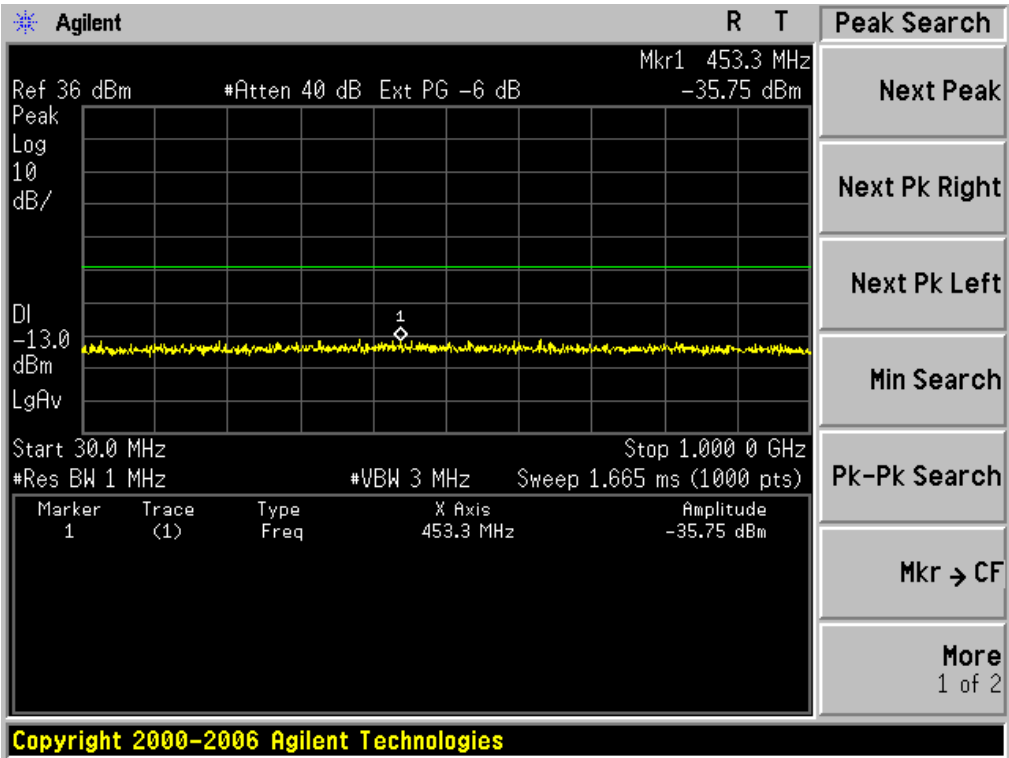 Agilent R T Peak Search
Mkr1 453.3 MHz
Ref 36 dBm #Atten 40 dB Ext PG −6 dB −35.75 dBm
Peak
Log
10
dB/
DI
−13.0
dBm
LgAv
1
Start 30.0 MHz Stop 1.000 0 GHz
#Res BW 1 MHz #VBW 3 MHz Sweep 1.665 ms (1000 pts)
Marker Trace Type X Axis Amplitude
1 (1) Freq 453.3 MHz −35.75 dBm
Next Peak
Next Pk Right
Next Pk Left
Min Search
Pk–Pk Search
Mkr → CF
More
1 of 2
Copyright 2000–2006 Agilent Technologies